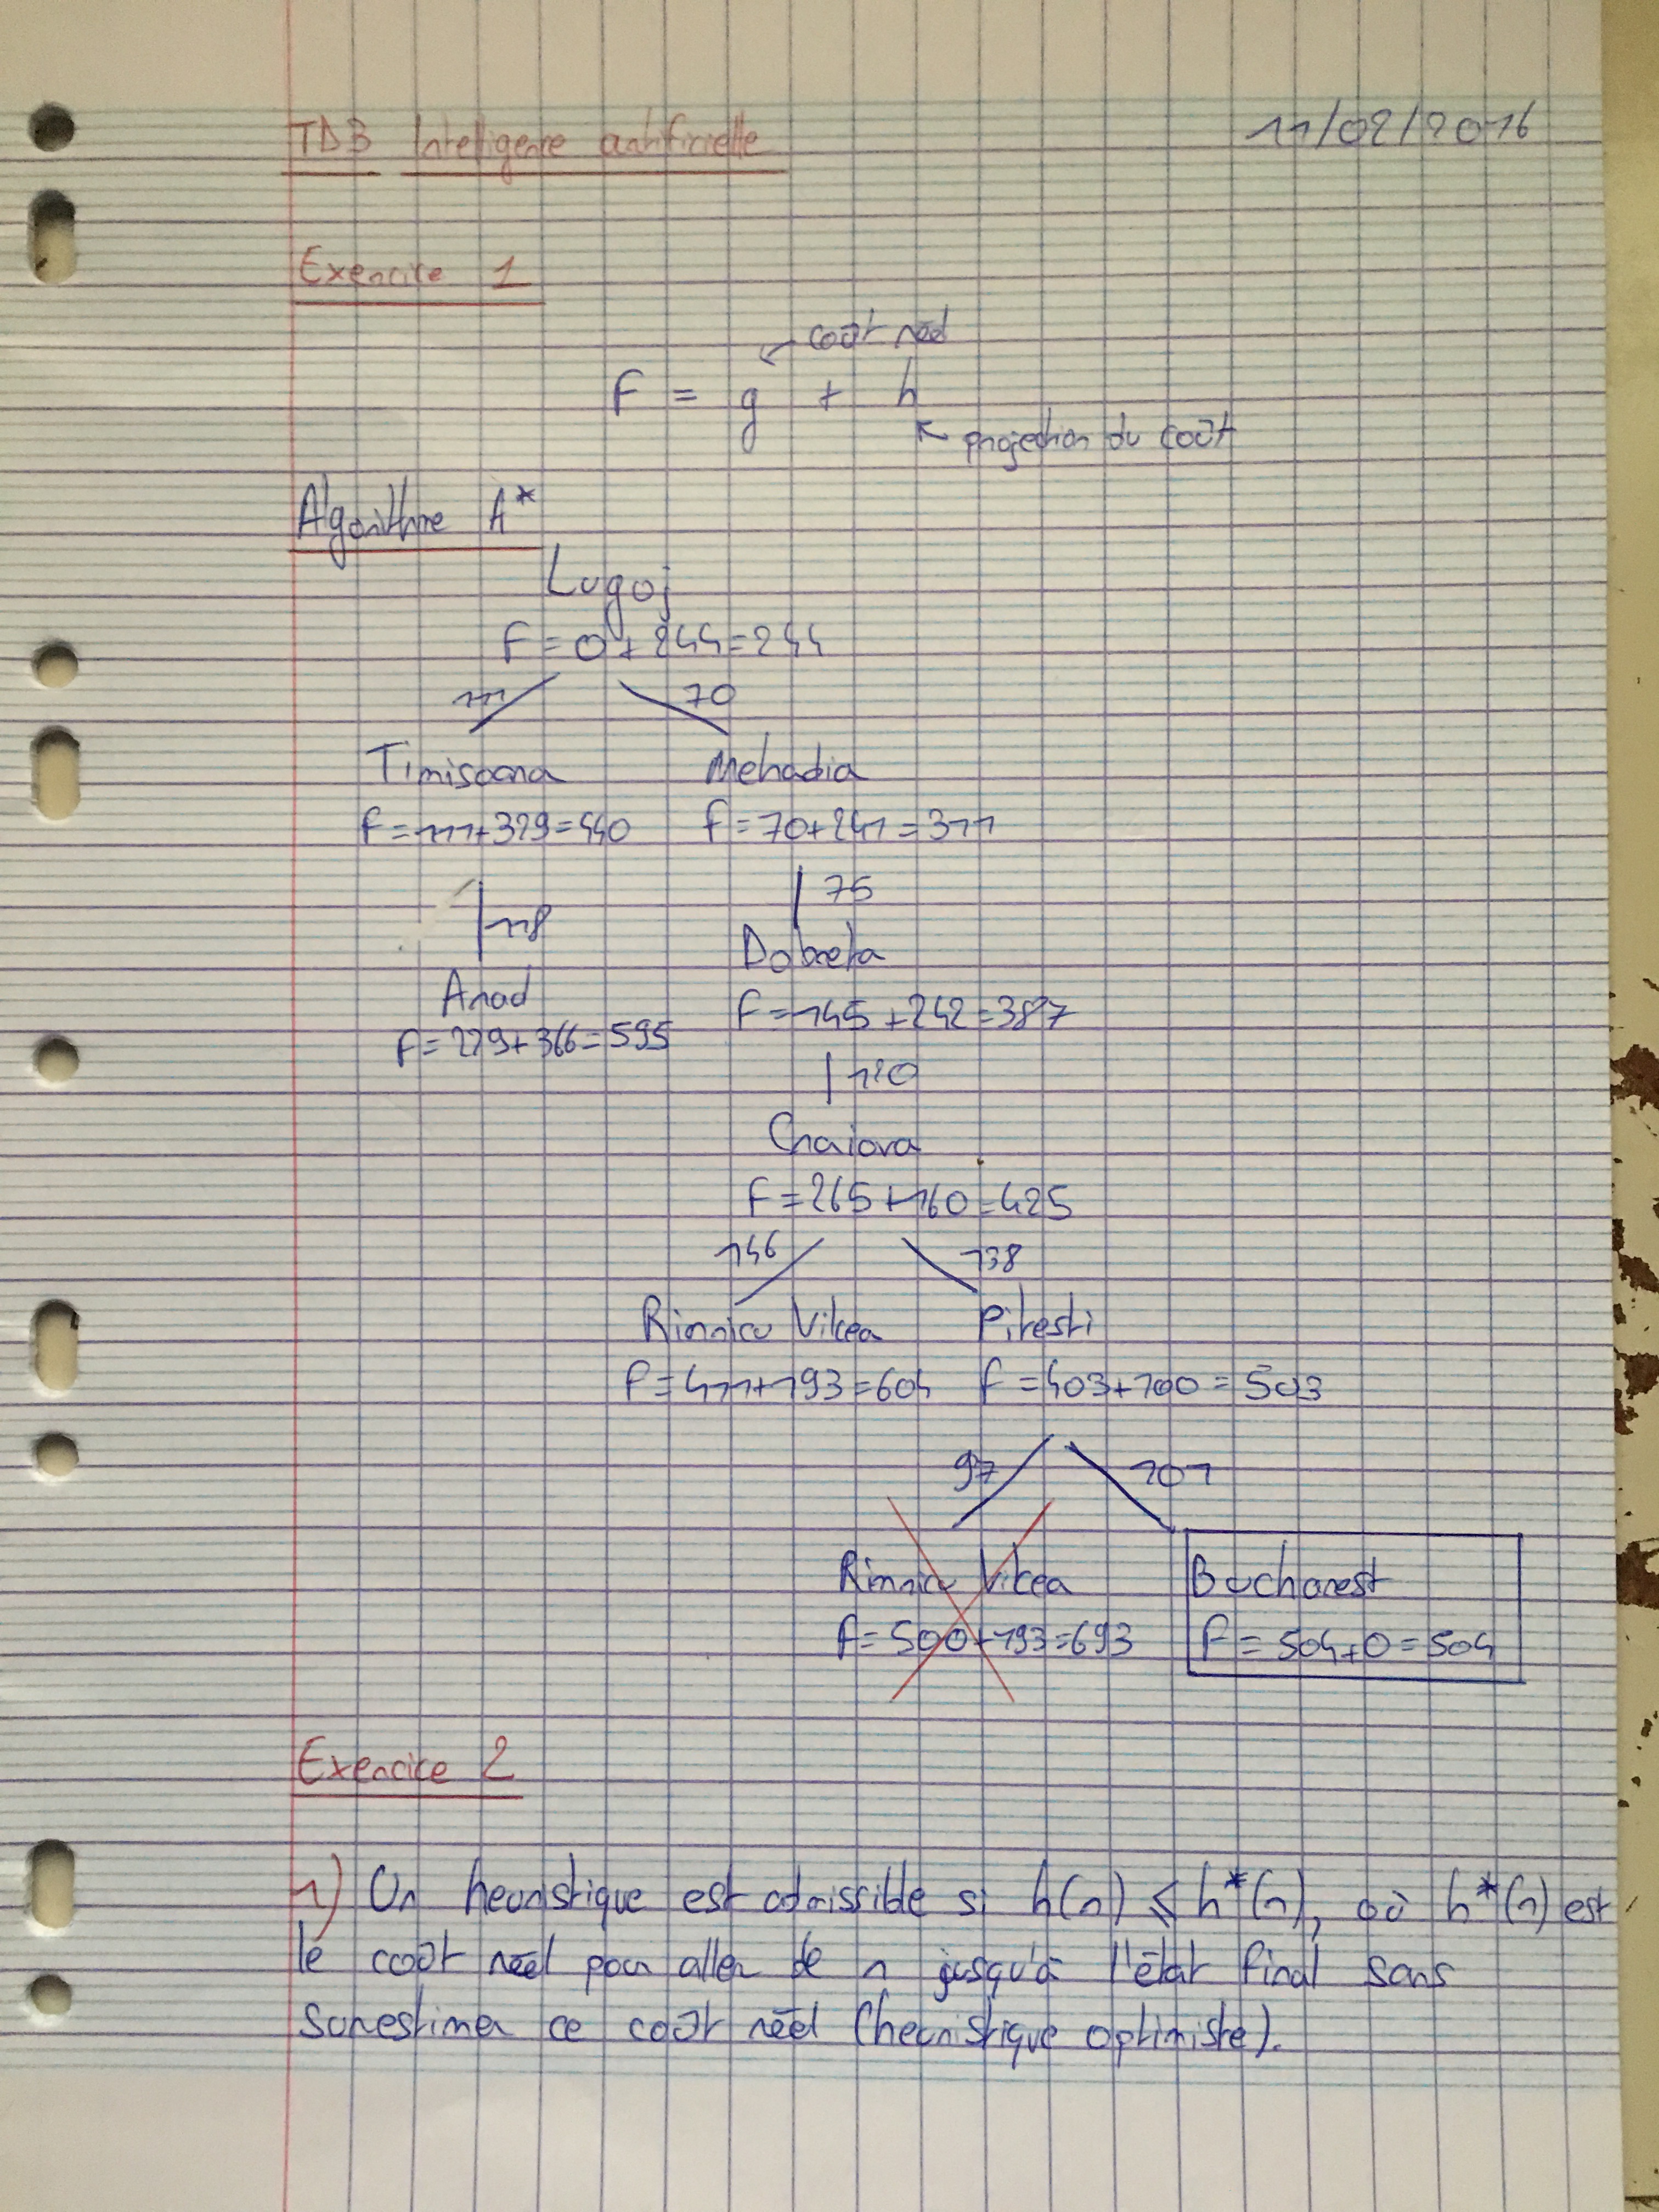 TD3 Intelligence artificielle 11/02/2016
Exercice 1
coût réel
F = g + h
projection du coût
Algorithme A*
Lugoj
F = 0 + 244 = 244
111 70
Timisoara Mehadia
F = 111 + 329 = 440 F = 70 + 241 = 311
118 75
Arad Dobreta
F = 229 + 366 = 595 F = 145 + 242 = 387
120
Craiova
F = 265 + 160 = 425
146 138
Rimnicu Vilcea Pitesti
F = 411 + 193 = 604 F = 403 + 100 = 503
97 101
Rimnicu Vilcea Bucharest
F = 500 + 193 = 693 F = 504 + 0 = 504
Exercice 2
1) Un heuristique est admissible si h(n) ⩽ h*(n), où h*(n) est
le coût réel pour aller de n jusqu'à l'état final sans
surestimer ce coût réel (heuristique optimiste).